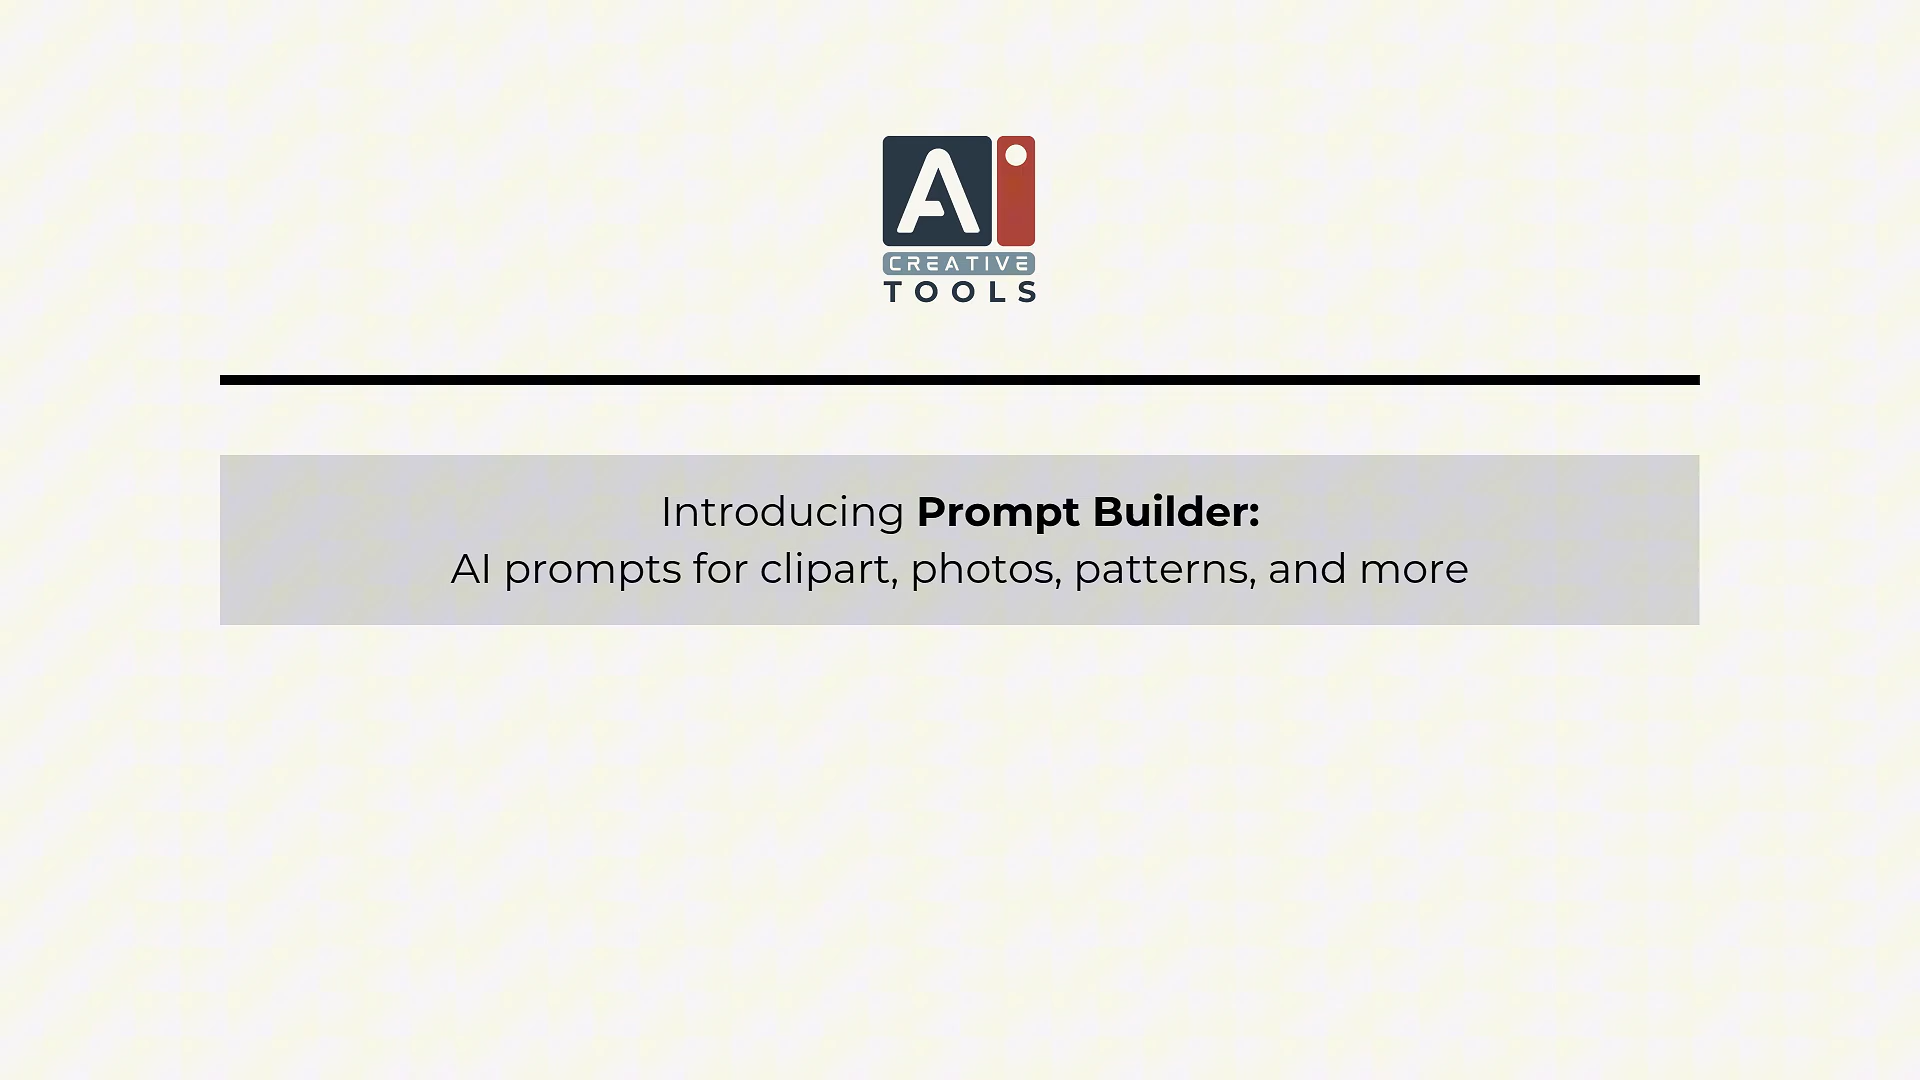 AI
CREATIVE
TOOLS
Introducing Prompt Builder:
AI prompts for clipart, photos, patterns, and more